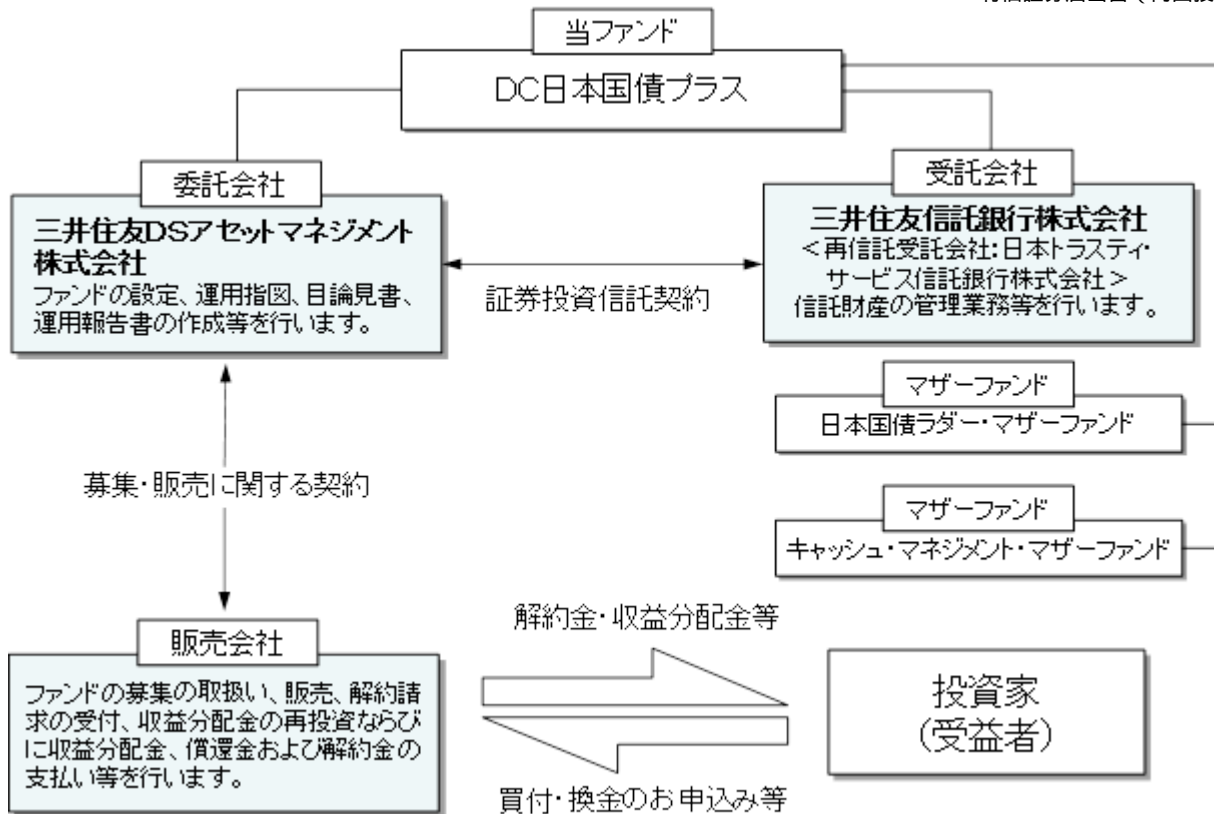 当ファンド
DC日本国債プラス
委託会社
三井住友DSアセットマネジメント
株式会社
ファンドの設定、運用指図、目論見書、
運用報告書の作成等を行います。
証券投資信託契約
受託会社
三井住友信託銀行株式会社
<再信託受託会社:日本トラスティ・
サービス信託銀行株式会社>
信託財産の管理業務等を行います。
マザーファンド
日本国債ラダー・マザーファンド
マザーファンド
キャッシュ・マネジメント・マザーファンド
募集・販売に関する契約
販売会社
ファンドの募集の取扱い、販売、解約請
求の受付、収益分配金の再投資ならび
に収益分配金、償還金および解約金の
支払い等を行います。
解約金・収益分配金等
買付・換金のお申込み等
投資家
(受益者)